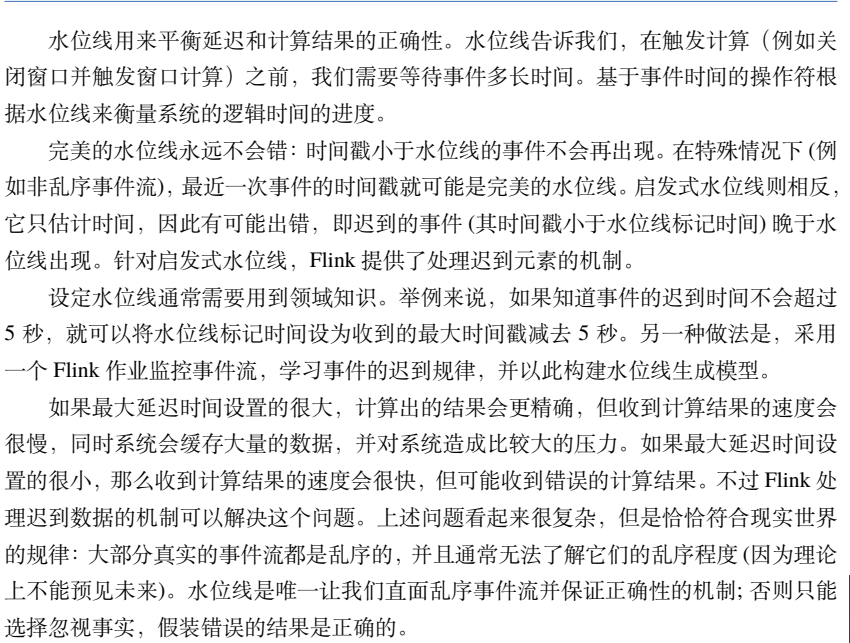 水位线用来平衡延迟和计算结果的正确性。水位线告诉我们，在触发计算（例如关
闭窗口并触发窗口计算）之前，我们需要等待事件多长时间。基于事件时间的操作符根
据水位线来衡量系统的逻辑时间的进度。
完美的水位线永远不会错：时间戳小于水位线的事件不会再出现。在特殊情况下 (例
如非乱序事件流)，最近一次事件的时间戳就可能是完美的水位线。启发式水位线则相反，
它只估计时间，因此有可能出错，即迟到的事件 (其时间戳小于水位线标记时间) 晚于水
位线出现。针对启发式水位线，Flink 提供了处理迟到元素的机制。
设定水位线通常需要用到领域知识。举例来说，如果知道事件的迟到时间不会超过
5 秒，就可以将水位线标记时间设为收到的最大时间戳减去 5 秒。另一种做法是，采用
一个 Flink 作业监控事件流，学习事件的迟到规律，并以此构建水位线生成模型。
如果最大延迟时间设置的很大，计算出的结果会更精确，但收到计算结果的速度会
很慢，同时系统会缓存大量的数据，并对系统造成比较大的压力。如果最大延迟时间设
置的很小，那么收到计算结果的速度会很快，但可能收到错误的计算结果。不过 Flink 处
理迟到数据的机制可以解决这个问题。上述问题看起来很复杂，但是恰恰符合现实世界
的规律：大部分真实的事件流都是乱序的，并且通常无法了解它们的乱序程度 (因为理论
上不能预见未来)。水位线是唯一让我们直面乱序事件流并保证正确性的机制; 否则只能
选择忽视事实，假装错误的结果是正确的。